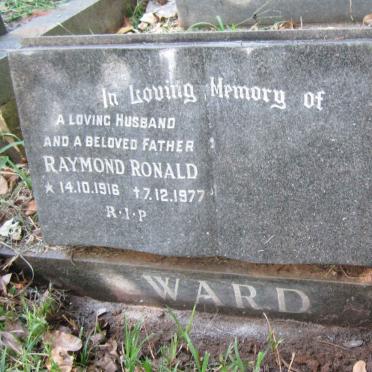 In Loving Memory of
A LOVING HUSBAND
AND A BELOVED FATHER
RAYMOND RONALD
★ 14.10.1916 †7.12.1977
R·I·P
WARD